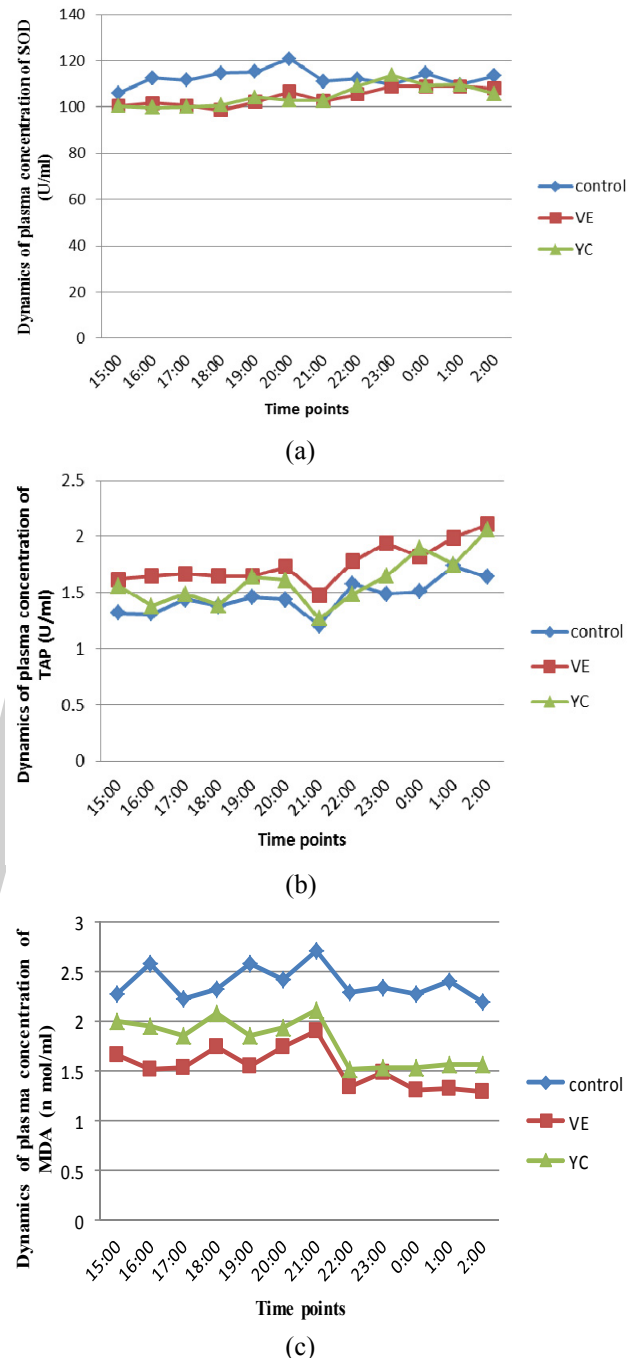 Dynamics of plasma concentration of SOD
(U/ml)
140
120
100
80
60
40
20
0
15:00 16:00 17:00 18:00 19:00 20:00 21:00 22:00 23:00 0:00 1:00 2:00
Time points
control
VE
YC
(a)
Dynamics of plasma concentration of
TAP (U/ml)
2.5
2
1.5
1
0.5
0
15:00 16:00 17:00 18:00 19:00 20:00 21:00 22:00 23:00 0:00 1:00 2:00
Time points
control
VE
YC
(b)
Dynamics of plasma concentration of
MDA (n mol/ml)
3
2.5
2
1.5
1
0.5
0
15:00 16:00 17:00 18:00 19:00 20:00 21:00 22:00 23:00 0:00 1:00 2:00
Time points
control
VE
YC
(c)